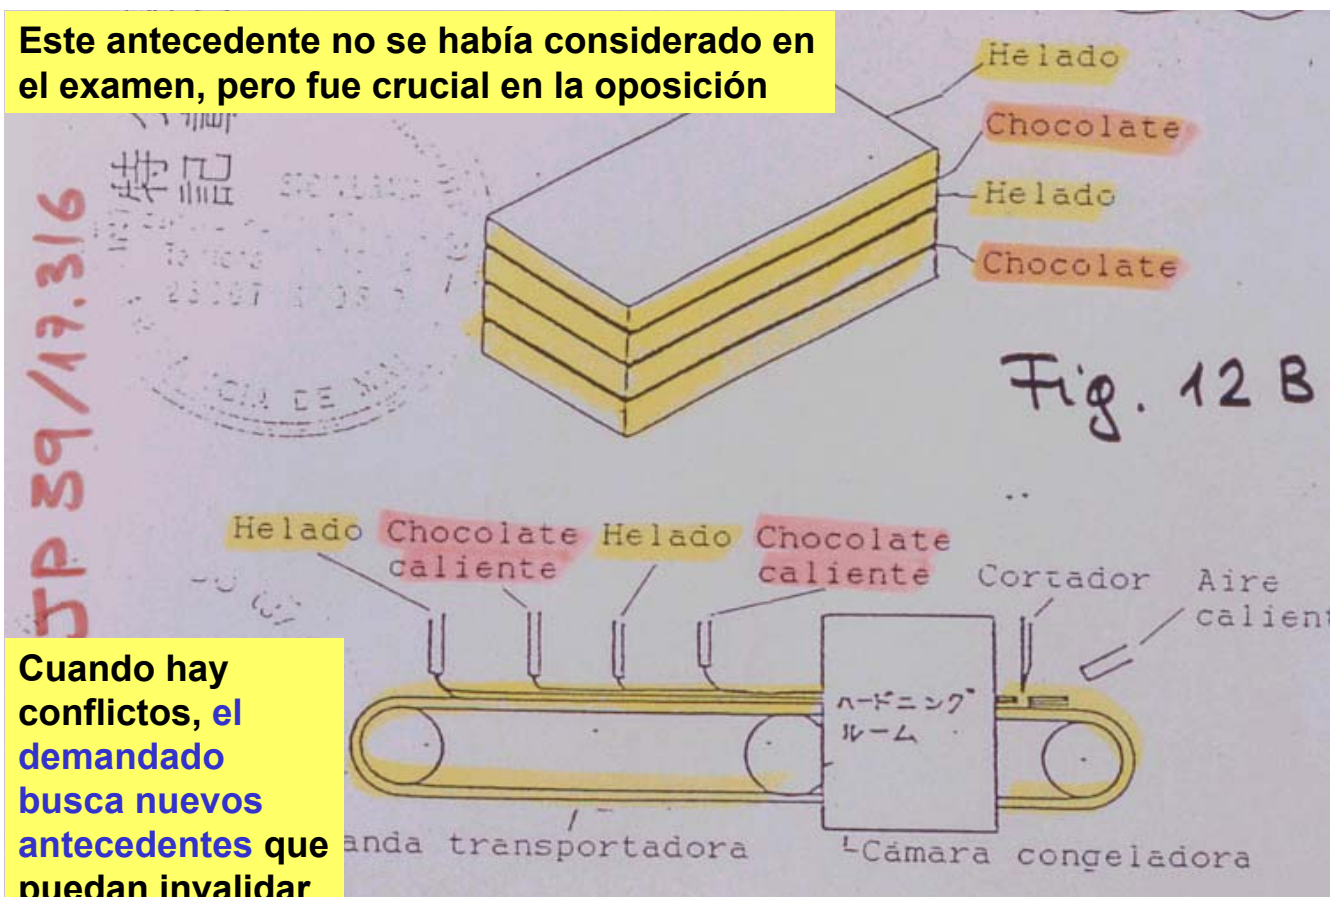 Este antecedente no se había considerado en
el examen, pero fue crucial en la oposición
Helado
Chocolate
Helado
Chocolate
JP 39/17.316
Fig. 12 B
Helado Chocolate Helado Chocolate
caliente caliente Cortador Aire
Cuando hay
conflictos, el
demandado
busca nuevos
antecedentes que
puedan invalidar
ハードニング
ルーム
transportadora Cámara congeladora